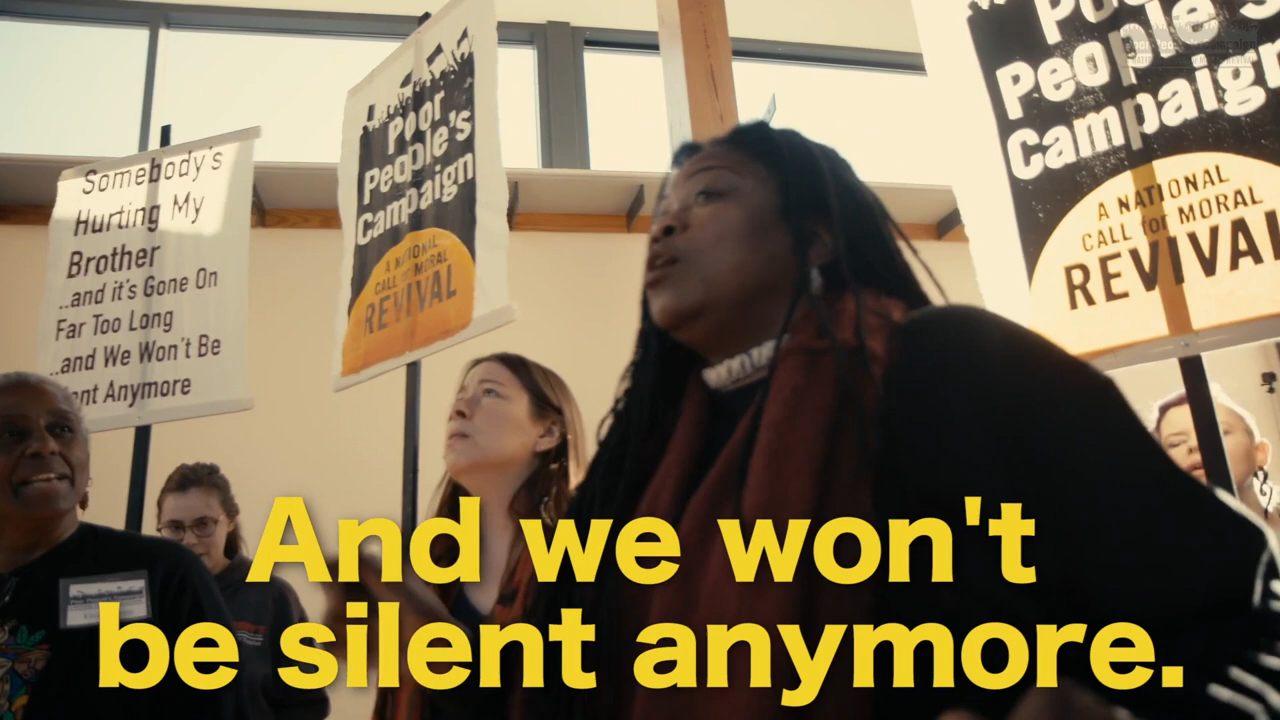 Somebody's
Hurting My
Brother
..and it's Gone On
Far Too Long
..and We Won't Be
Anymore
Poor
People's
Campaign
A NATIONAL
CALL for MORAL
REVIVAL
People's
Campaign
A NATIONAL
CALL for MORAL
REVIVAL
And we won't
be silent anymore.